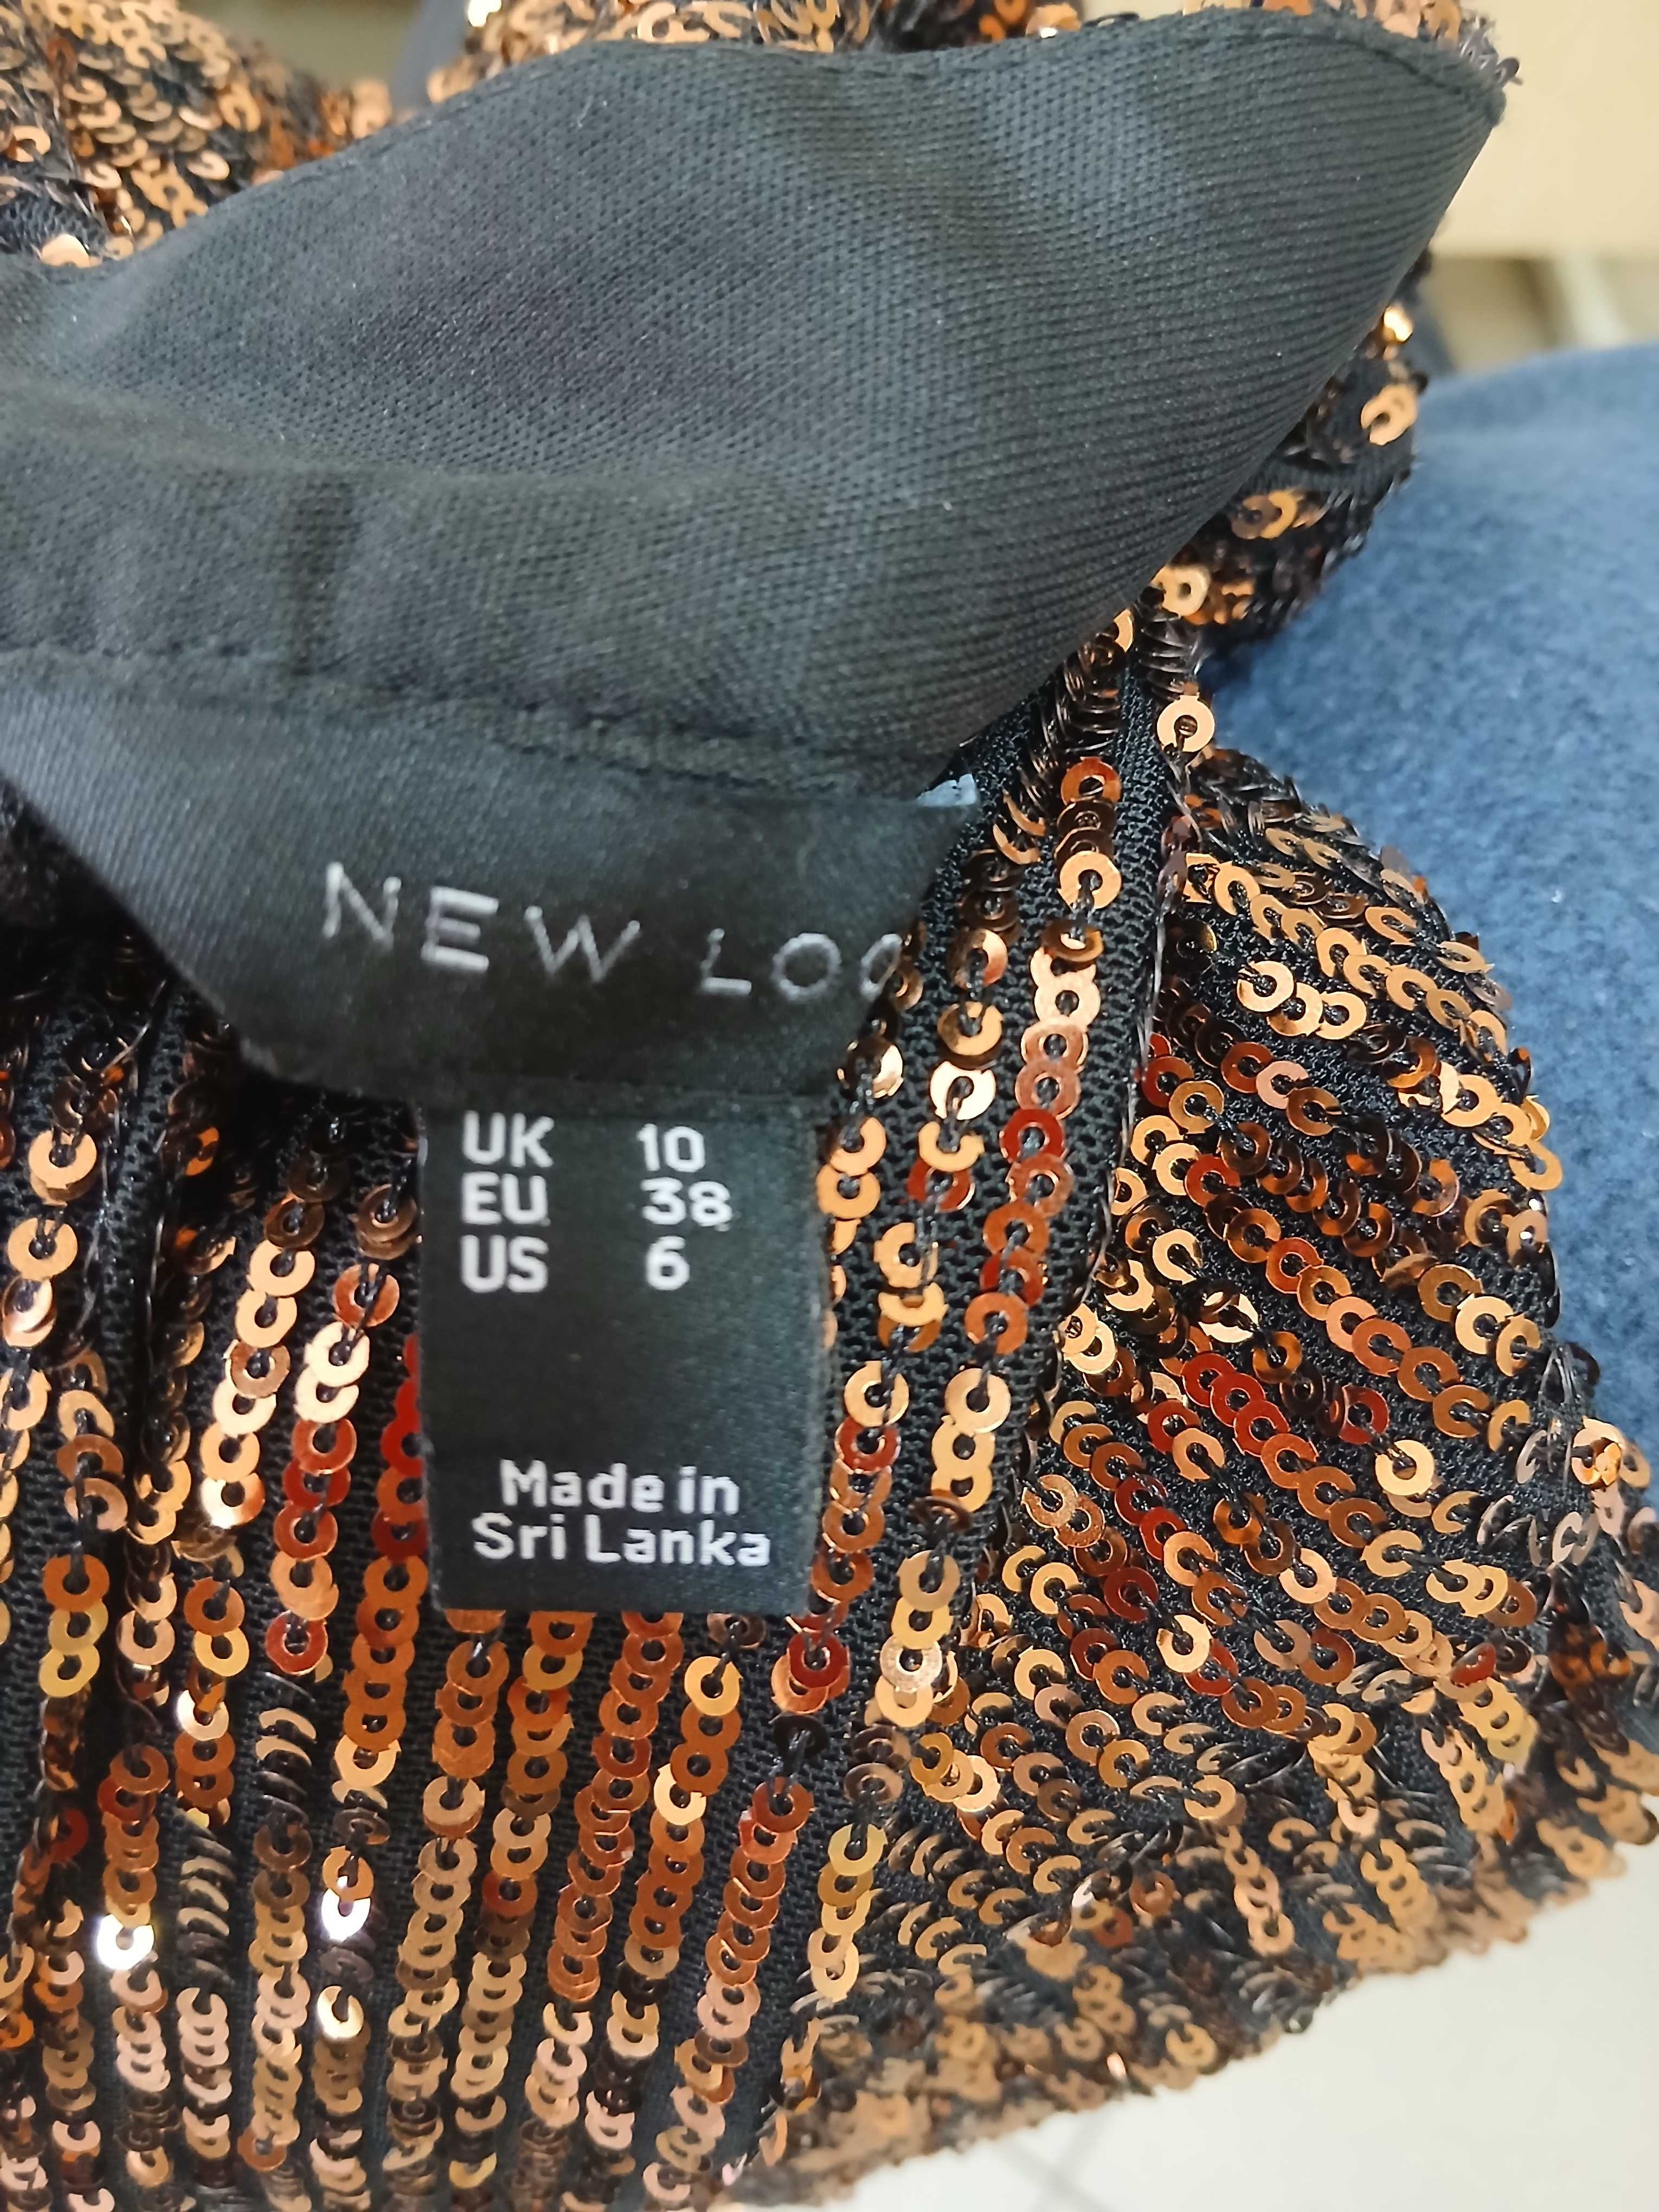 NEW LOO
UK 10
EU 38
US 6
Made in
Sri Lanka